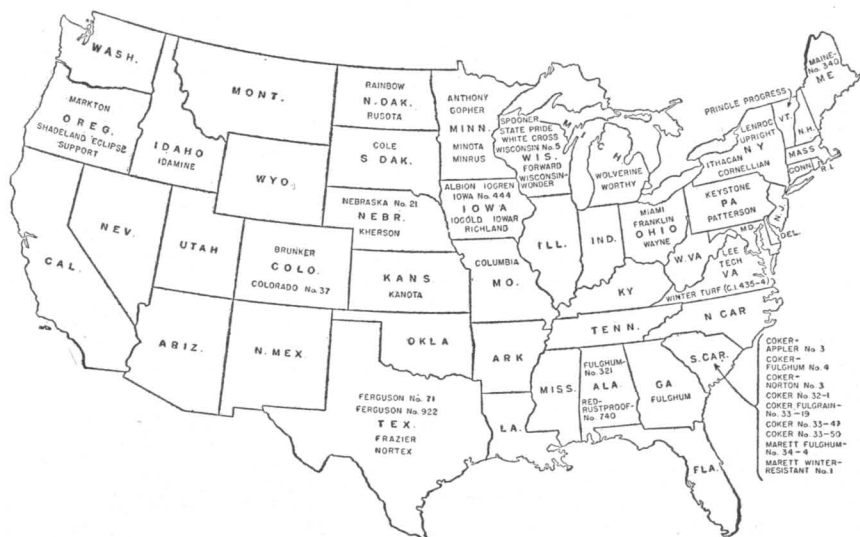 WASH.
MARKTON
OREG.
SHADELAND ECLIPSE
SUPPORT
IDAHO
IDAMINE
MONT.
WYO.
CAL.
NEV.
UTAH
ARIZ.
BRUNKER
COLO.
COLORADO No. 37
N. MEX
RAINBOW
N. DAK.
RUSOTA
COLE
S DAK.
NEBRASKA No. 21
NEBR.
KHERSON
KANS
KANOTA
OKLA
FERGUSON No. 71
FERGUSON No. 922
TEX.
FRAZIER
NORTEX
ANTHONY
GOPHER
MINN.
MINOTA
MINRUS
ALBION IOGREN
IOWA No. 444
IOWA
IOGOLD IOWAR
RICHLAND
COLUMBIA
MO.
ARK
LA.
SPOONER
STATE PRIDE
WHITE CROSS
WISCONSIN No. 5
WIS.
FORWARD
WISCONSIN-
WONDER
MICH
WOLVERINE
WORTHY
ILL.
IND.
MIAMI
FRANKLIN
OHIO
WAYNE
KY
TENN.
MISS.
FULGHUM-
No. 321
ALA.
RED-
RUSTPROOF-
No. 740
GA
FULGHUM
FLA.
S. CAR.
N CAR
W. VA
LEE
TECH
VA
WINTER TURF (C.I. 435-4)
MD.
DEL.
N.J.
KEYSTONE
PA
PATTERSON
LENROC
UPRIGHT
NY
ITHACAN
CORNELLIAN
PRINGLE PROGRESS
VT.
N.H.
MASS
CONN
R.I.
MAINE-
No. 340
ME
COKER-
APPLER No. 3
COKER-
FULGHUM No. 4
COKER-
NORTON No. 3
COKER No. 32-1
COKER FULGRAIN-
No. 33-19
COKER No. 33-47
COKER No. 33-50
MARETT FULGHUM-
No. 34-4
MARETT WINTER-
RESISTANT No. 1